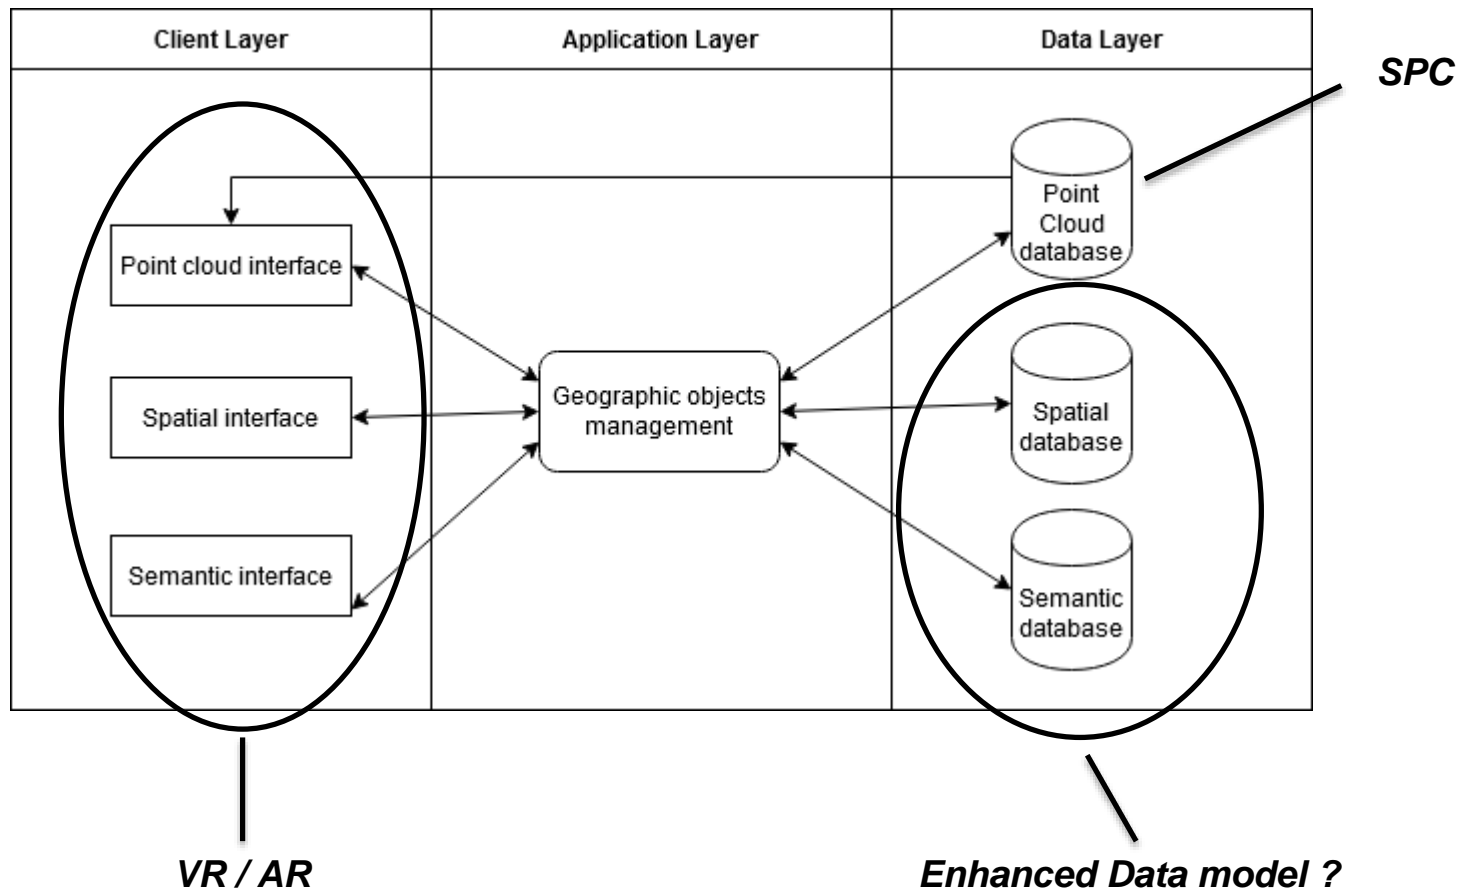 Client Layer
Application Layer
Data Layer
SPC
Point
Cloud
database
Point cloud interface
Geographic objects
management
Spatial interface
Spatial
database
Semantic interface
Semantic
database
VR / AR
Enhanced Data model ?